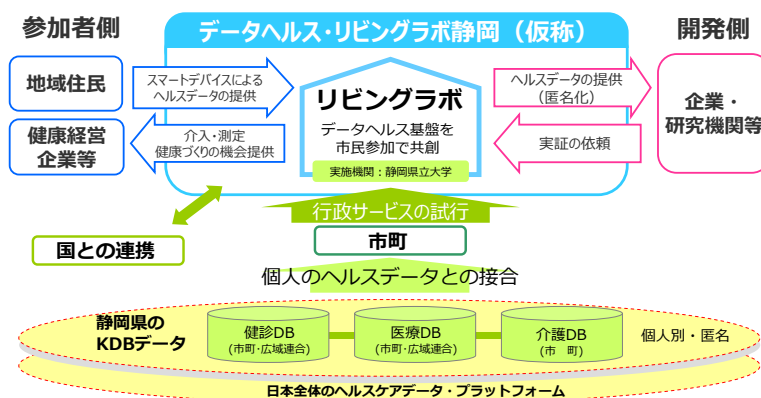 参加者側
データヘルス・リビングラボ静岡（仮称）
開発側
地域住民
スマートデバイスによる
ヘルスデータの提供
健康経営
企業等
介入・測定
健康づくりの機会提供
リビングラボ
データヘルス基盤を
市民参加で共創
実施機関：静岡県立大学
ヘルスデータの提供
（匿名化）
実証の依頼
企業・
研究機関等
行政サービスの試行
国との連携
市町
個人のヘルスデータとの接合
静岡県の
KDBデータ
健診DB
(市町・広域連合)
医療DB
(市町・広域連合)
介護DB
(市　町)
個人別・匿名
日本全体のヘルスケアデータ・プラットフォーム